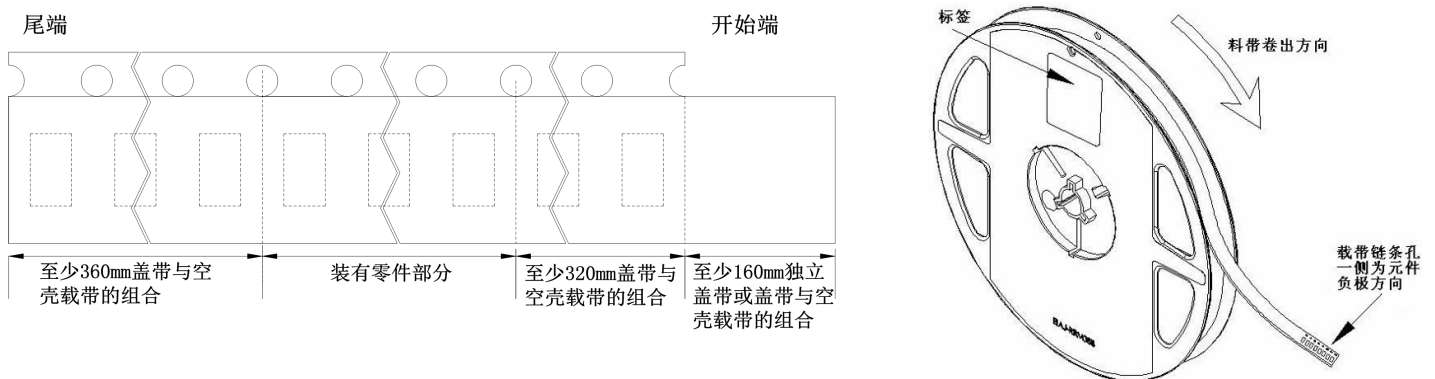 尾端
开始端
至少360mm盖带与空
壳载带的组合
装有零件部分
至少320mm盖带与
空壳载带的组合
至少160mm独立
盖带或盖带与空
壳载带的组合
标签
料带卷出方向
载带链条孔
一侧为元件
负极方向